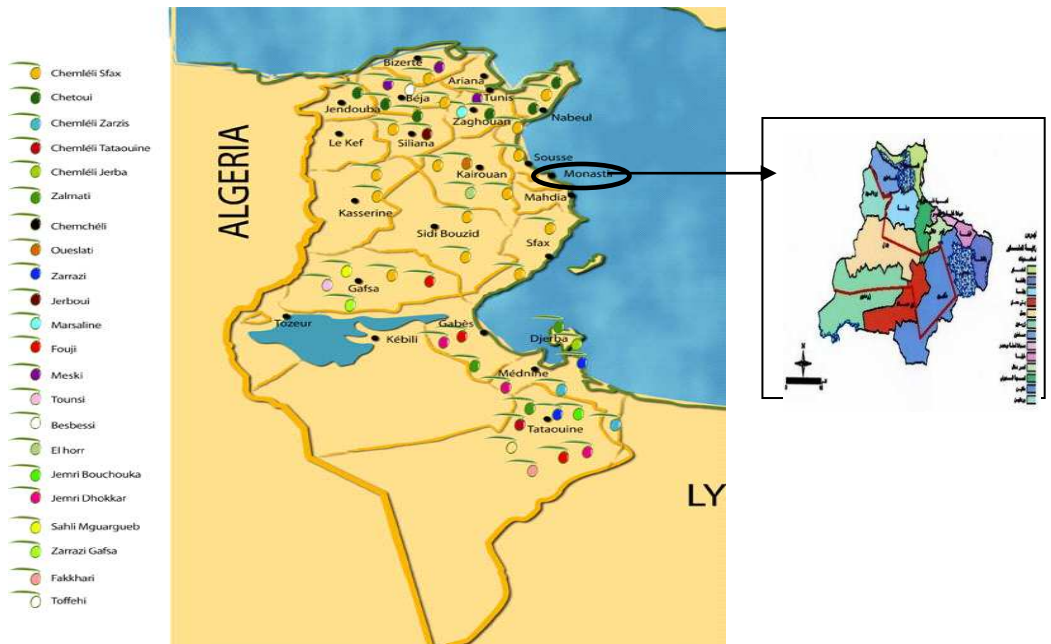 Chemléli Sfax
Chetoui
Chemléli Zarzis
Chemléli Tataouine
Chemléli Jerba
Zalmati
Chemchéli
Oueslati
Zarrazi
Jerboui
Marsaline
Fouji
Meski
Tounsi
Besbessi
El horr
Jemri Bouchouka
Jemri Dhokkar
Sahli Mguargueb
Zarrazi Gafsa
Fakkhari
Toffehi
ALGERIA
Bizerte
Ariana
Tunis
Béja
Jendouba
Nabeul
Zaghouan
Le Kef
Siliana
Sousse
Kairouan
Monastir
Mahdia
Kasserine
Sidi Bouzid
Sfax
Gafsa
Tozeur
Gabès
Kébili
Djerba
Médnine
Tataouine
LY